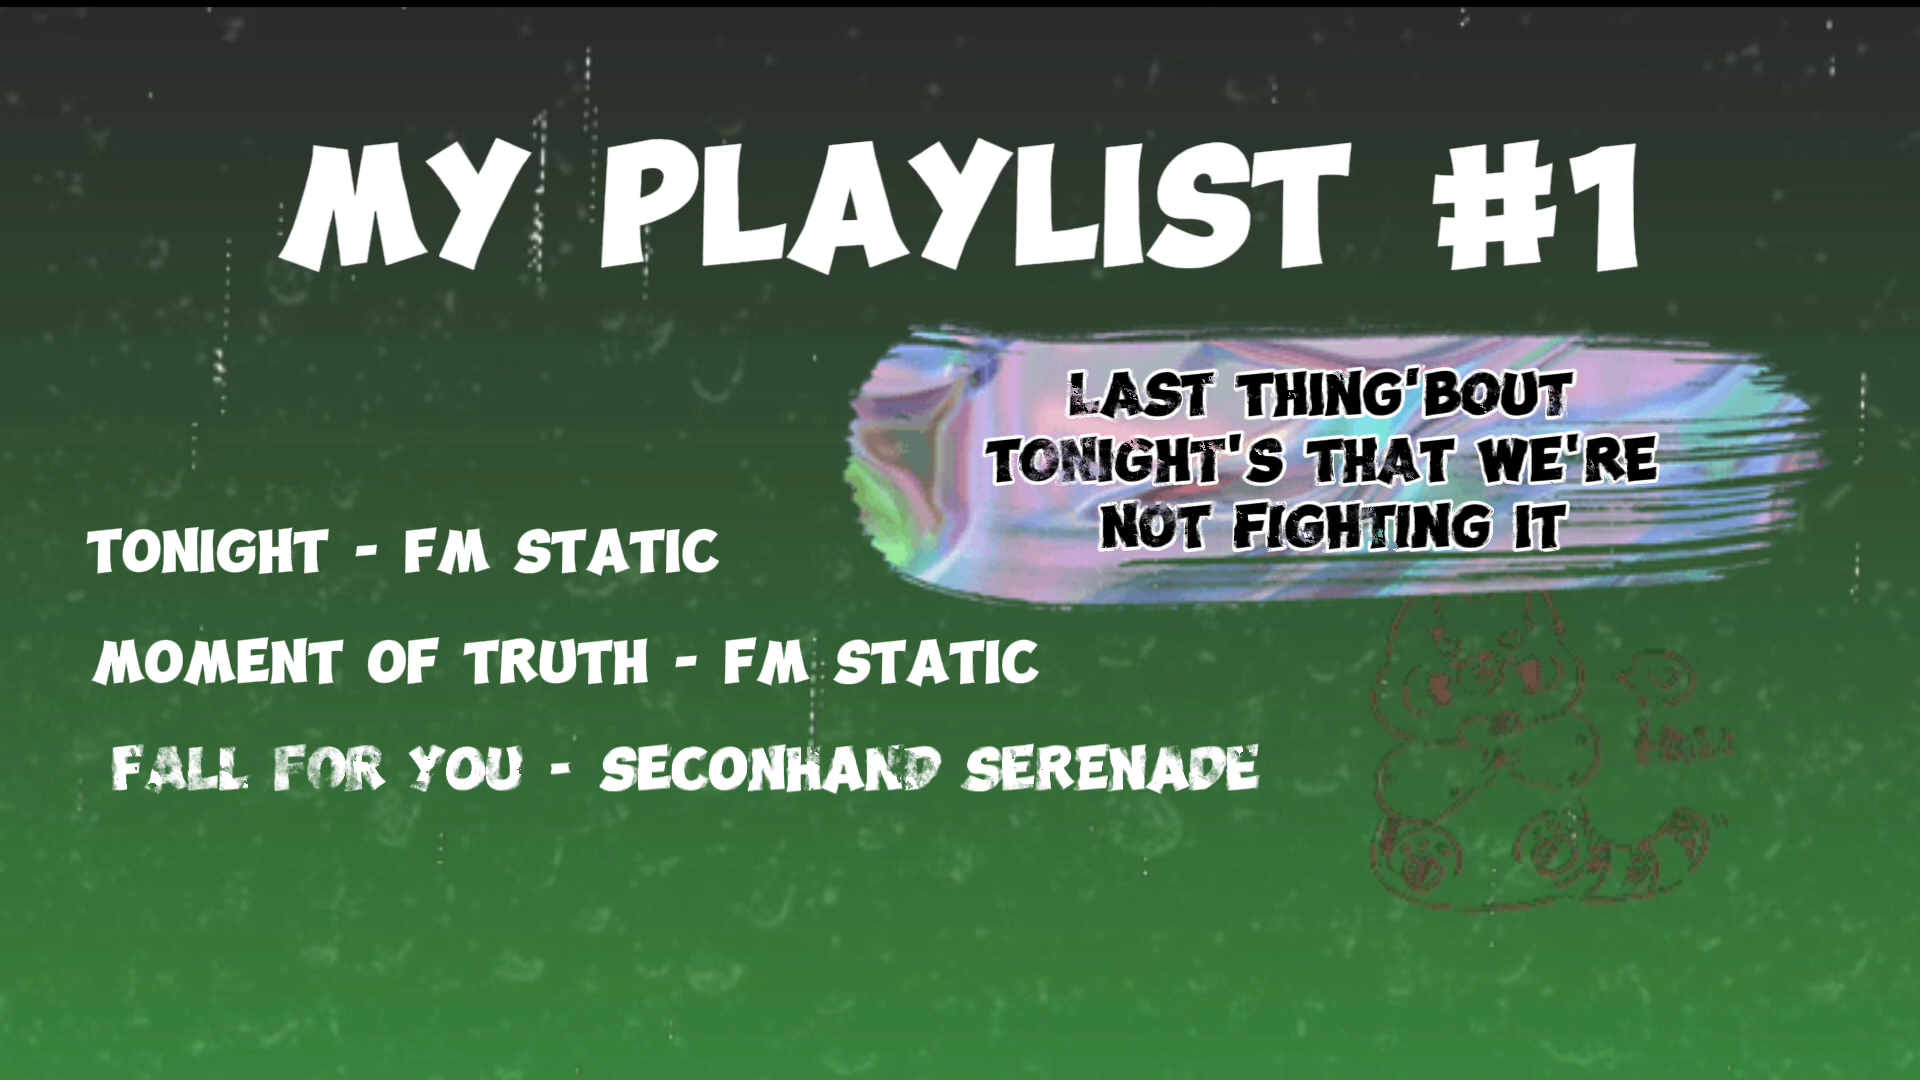 MY PLAYLIST #1
LAST THING'BOUT
TONIGHT'S THAT WE'RE
NOT FIGHTING IT
TONIGHT - FM STATIC
MOMENT OF TRUTH - FM STATIC
FALL FOR YOU - SECONHAND SERENADE